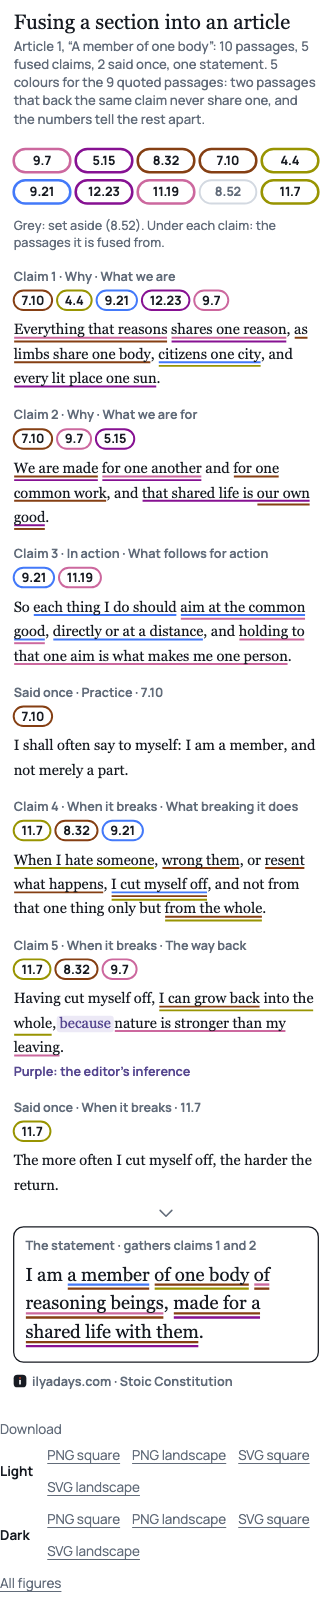 Fusing a section into an article
Article 1, “A member of one body”: 10 passages, 5
fused claims, 2 said once, one statement. 5
colours for the 9 quoted passages: two passages
that back the same claim never share one, and
the numbers tell the rest apart.
9.7 5.15 8.32 7.10 4.4
9.21 12.23 11.19 8.52 11.7
Grey: set aside (8.52). Under each claim: the
passages it is fused from.
Claim 1 · Why · What we are
7.10 4.4 9.21 12.23 9.7
Everything that reasons shares one reason, as
limbs share one body, citizens one city, and
every lit place one sun.
Claim 2 · Why · What we are for
7.10 9.7 5.15
We are made for one another and for one
common work, and that shared life is our own
good.
Claim 3 · In action · What follows for action
9.21 11.19
So each thing I do should aim at the common
good, directly or at a distance, and holding to
that one aim is what makes me one person.
Said once · Practice · 7.10
7.10
I shall often say to myself: I am a member, and
not merely a part.
Claim 4 · When it breaks · What breaking it does
11.7 8.32 9.21
When I hate someone, wrong them, or resent
what happens, I cut myself off, and not from
that one thing only but from the whole.
Claim 5 · When it breaks · The way back
11.7 8.32 9.7
Having cut myself off, I can grow back into the
whole, because nature is stronger than my
leaving.
Purple: the editor’s inference
Said once · When it breaks · 11.7
11.7
The more often I cut myself off, the harder the
return.
The statement · gathers claims 1 and 2
I am a member of one body of
reasoning beings, made for a
shared life with them.
ilyadays.com · Stoic Constitution
Download
Light
PNG square PNG landscape SVG square
SVG landscape
Dark
PNG square PNG landscape SVG square
SVG landscape
All figures